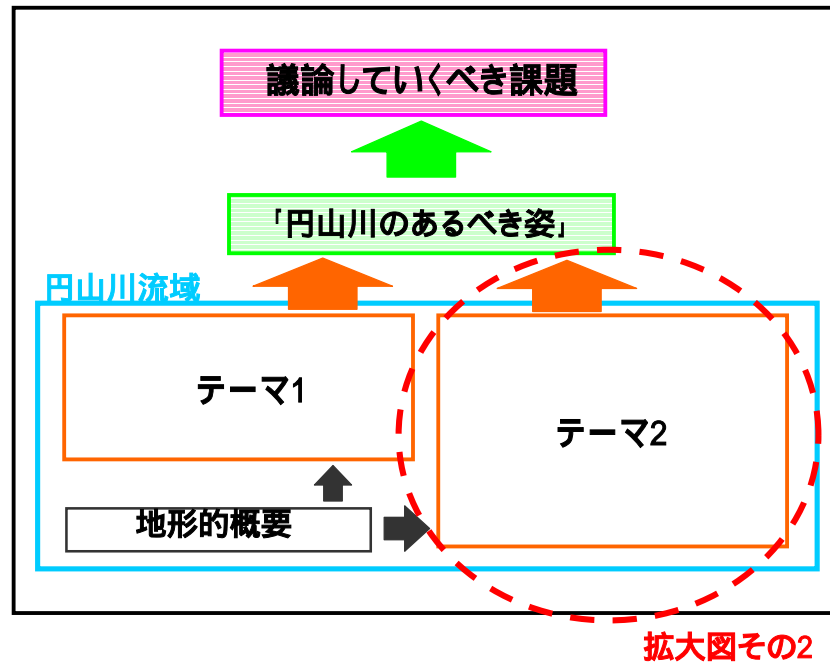 議論していくべき課題
「円山川のあるべき姿」
円山川流域
テーマ1
テーマ2
地形的概要
拡大図その2